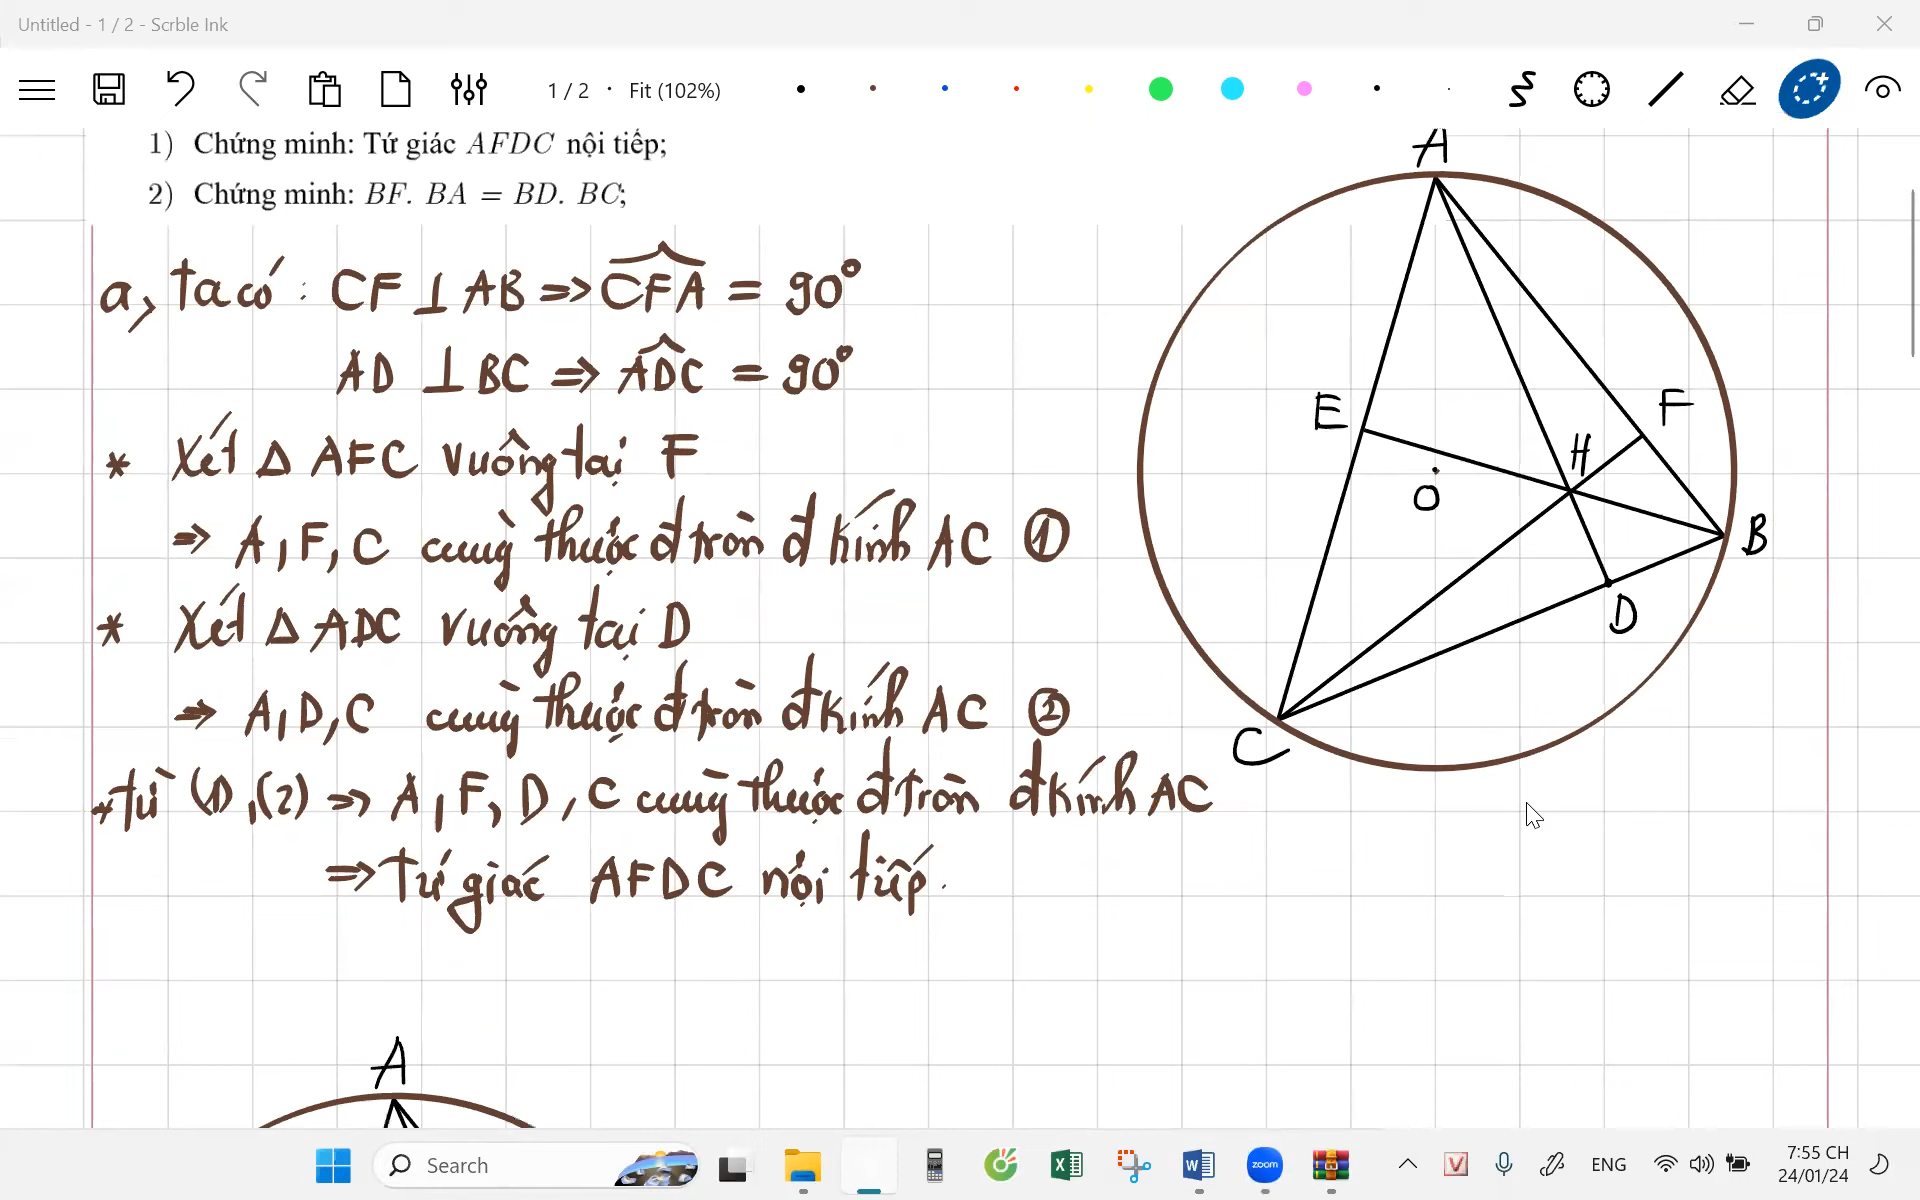 Untitled - 1 / 2 - Scrble Ink
1 / 2 · Fit (102%)
1) Chứng minh: Tứ giác AFDC nội tiếp;
2) Chứng minh: BF. BA = BD. BC;
a, ta có: CF ⊥ AB ⇒ \widehat{CFA} = 90°
AD ⊥ BC ⇒ \widehat{ADC} = 90°
* Xét Δ AFC vuông tại F
⇒ A, F, C cùng thuộc đ tròn đ kính AC ①
* Xét Δ ADC vuông tại D
⇒ A, D, C cùng thuộc đ tròn đ kính AC ②
* từ (1), (2) ⇒ A, F, D, C cùng thuộc đ tròn đ kính AC
⇒ Tứ giác AFDC nội tiếp.
A
E
F
H
O
B
D
C
A
Search
zoom
ENG
7:55 CH
24/01/24